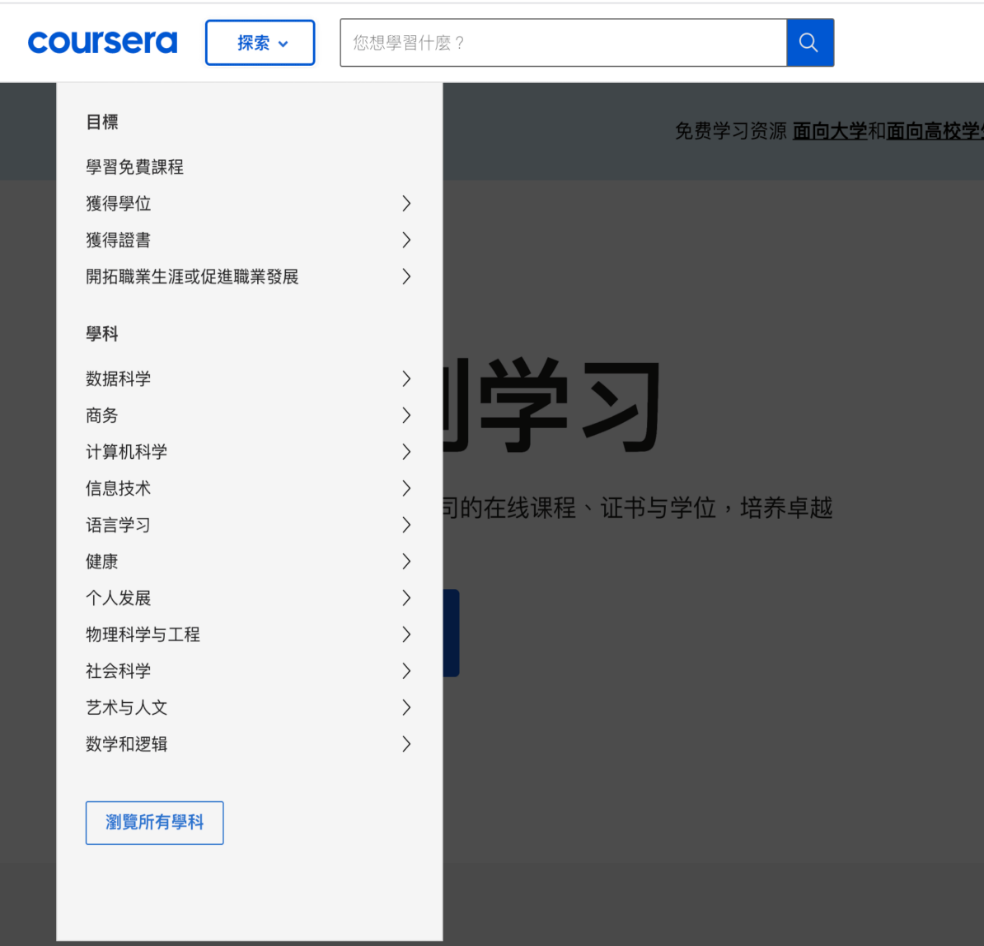 coursera
探索
您想學習什麼？
免费学习资源 面向大学和面向高校学
目標
學習免費課程
獲得學位
獲得證書
開拓職業生涯或促進職業發展
學科
数据科学
商务
计算机科学
信息技术
语言学习
健康
个人发展
物理科学与工程
社会科学
艺术与人文
数学和逻辑
瀏覽所有學科
学习
司的在线课程、证书与学位，培养卓越